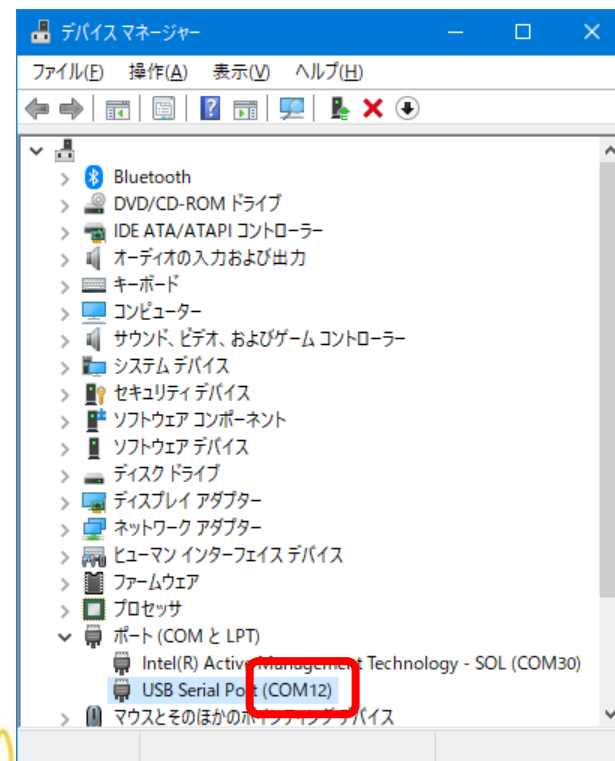 デバイス マネージャー
ファイル(F) 操作(A) 表示(V) ヘルプ(H)
Bluetooth
DVD/CD-ROM ドライブ
IDE ATA/ATAPI コントローラー
オーディオの入力および出力
キーボード
コンピューター
サウンド、ビデオ、およびゲーム コントローラー
システム デバイス
セキュリティ デバイス
ソフトウェア コンポーネント
ソフトウェア デバイス
ディスク ドライブ
ディスプレイ アダプター
ネットワーク アダプター
ヒューマン インターフェイス デバイス
ファームウェア
プロセッサ
ポート (COM と LPT)
Intel(R) Active Management Technology - SOL (COM30)
USB Serial Port (COM12)
マウスとそのほかのポインティング デバイス